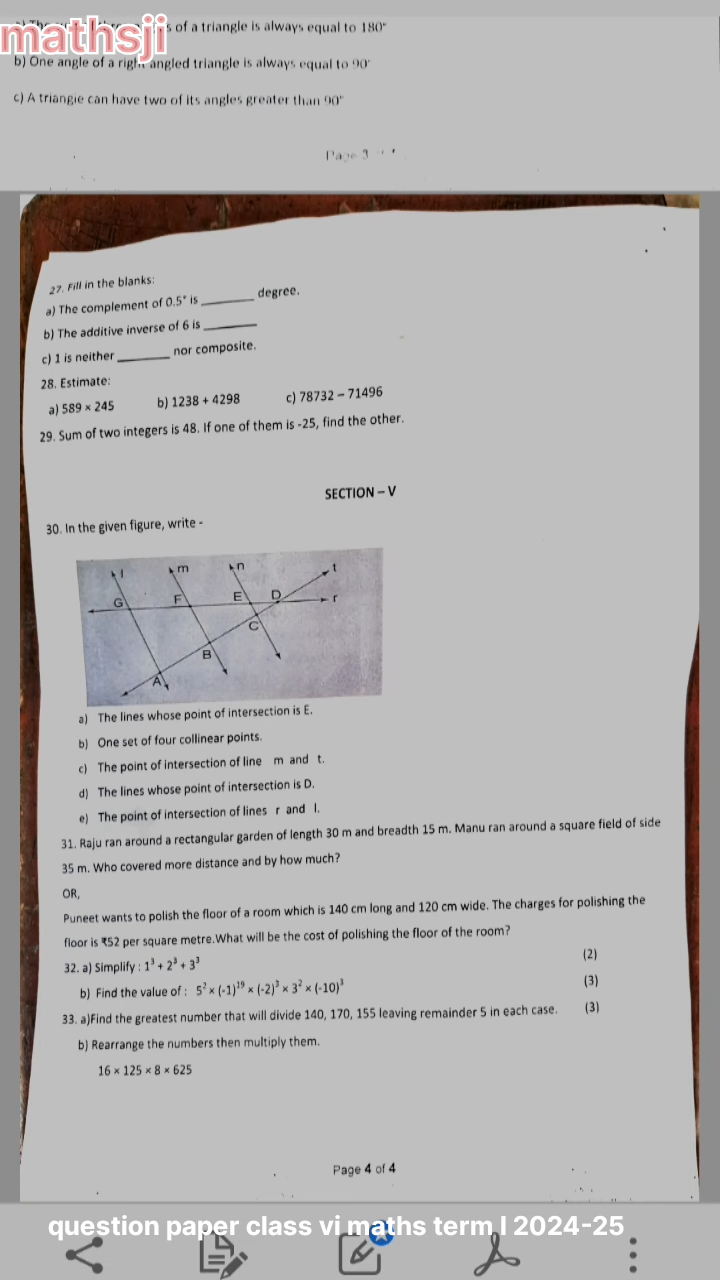 mathsji
of a triangle is always equal to 180°
b) One angle of a right angled triangle is always equal to 90°
c) A triangle can have two of its angles greater than 90°
Page 3
27. Fill in the blanks:
a) The complement of 0.5° is ________ degree.
b) The additive inverse of 6 is ________
c) 1 is neither ________ nor composite.
28. Estimate:
a) 589 × 245 b) 1238 + 4298 c) 78732 – 71496
29. Sum of two integers is 48. If one of them is -25, find the other.
SECTION – V
30. In the given figure, write -
l m n t
G F E D r
C
B
A
a) The lines whose point of intersection is E.
b) One set of four collinear points.
c) The point of intersection of line m and t.
d) The lines whose point of intersection is D.
e) The point of intersection of lines r and l.
31. Raju ran around a rectangular garden of length 30 m and breadth 15 m. Manu ran around a square field of side
35 m. Who covered more distance and by how much?
OR,
Puneet wants to polish the floor of a room which is 140 cm long and 120 cm wide. The charges for polishing the
floor is ₹52 per square metre.What will be the cost of polishing the floor of the room?
32. a) Simplify : 1³ + 2³ + 3³ (2)
b) Find the value of : 5² × (-1)¹⁹ × (-2)³ × 3² × (-10)³ (3)
33. a)Find the greatest number that will divide 140, 170, 155 leaving remainder 5 in each case. (3)
b) Rearrange the numbers then multiply them.
16 × 125 × 8 × 625
Page 4 of 4
question paper class vi maths term I 2024-25